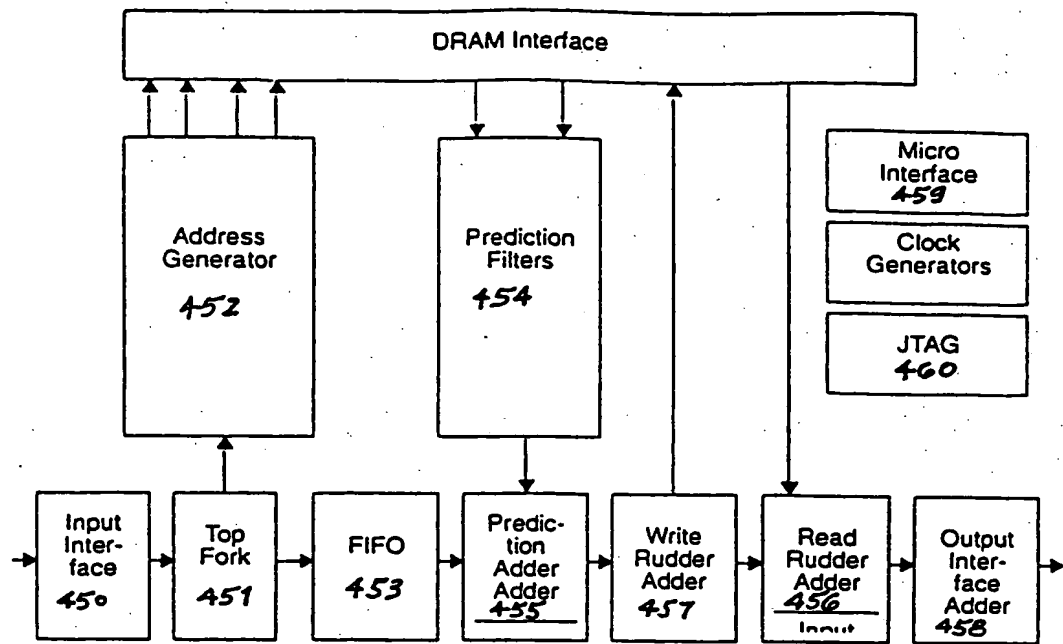 DRAM Interface
Micro
Interface
459
Address
Generator
452
Prediction
Filters
454
Clock
Generators
JTAG
460
Input
Inter-
face
450
Top
Fork
451
FIFO
453
Predic-
tion
Adder
Adder
455
Write
Rudder
Adder
457
Read
Rudder
Adder
456
Input
Output
Inter-
face
Adder
458